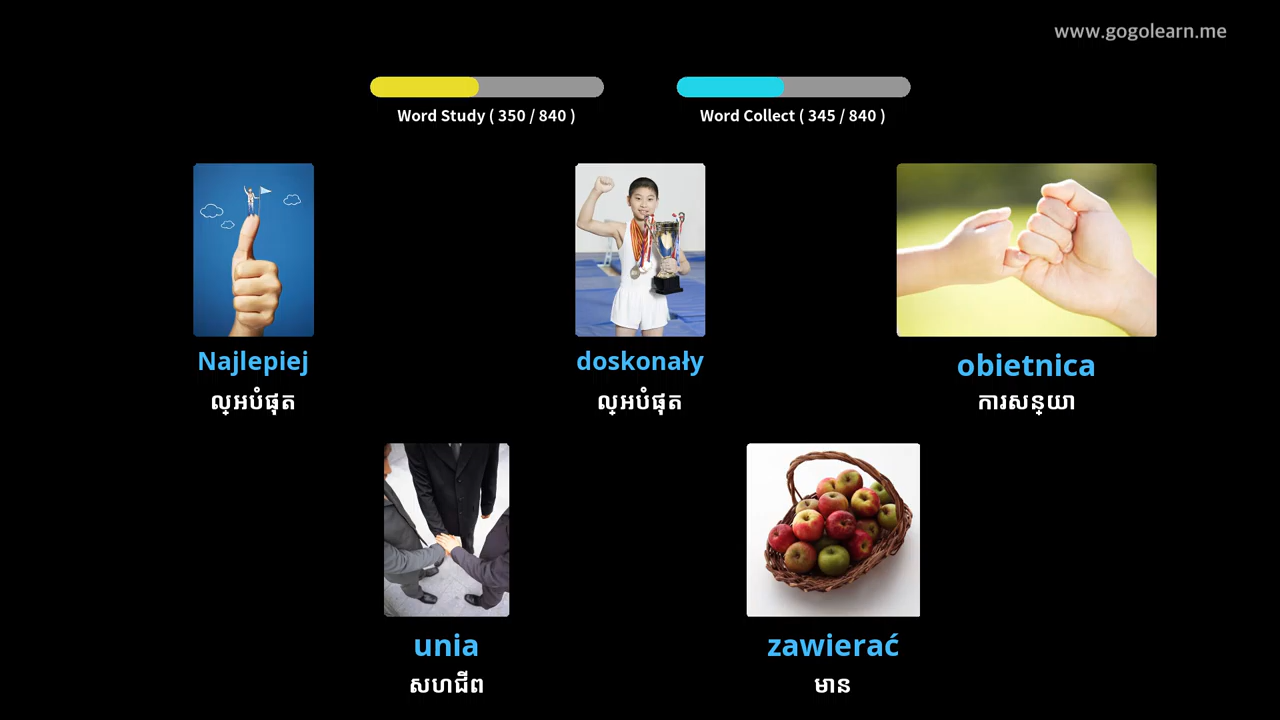 www.gogolearn.me
Word Study ( 350 / 840 )
Word Collect ( 345 / 840 )
Najlepiej
ល្អបំផុត
doskonały
ល្អបំផុត
obietnica
ការសន្យា
unia
សហជីព
zawierać
មាន